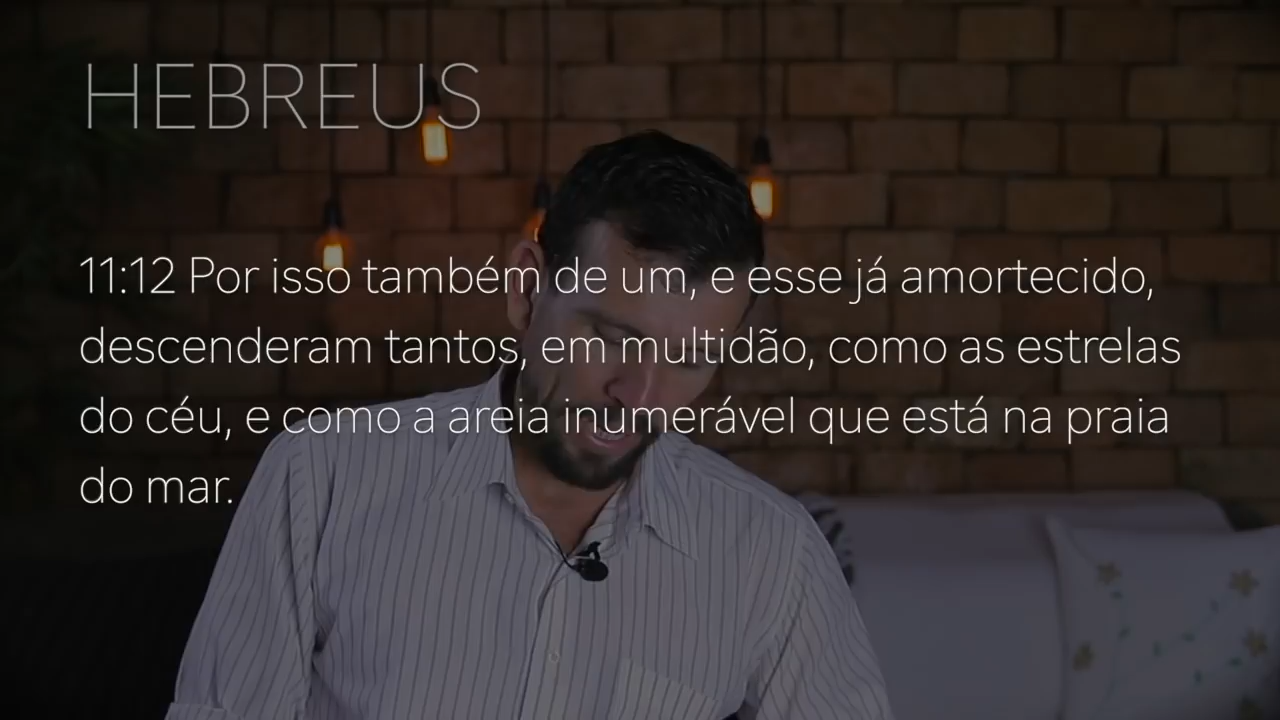 HEBREUS
11:12 Por isso também de um, e esse já amortecido,
descenderam tantos, em multidão, como as estrelas
do céu, e como a areia inumerável que está na praia
do mar.